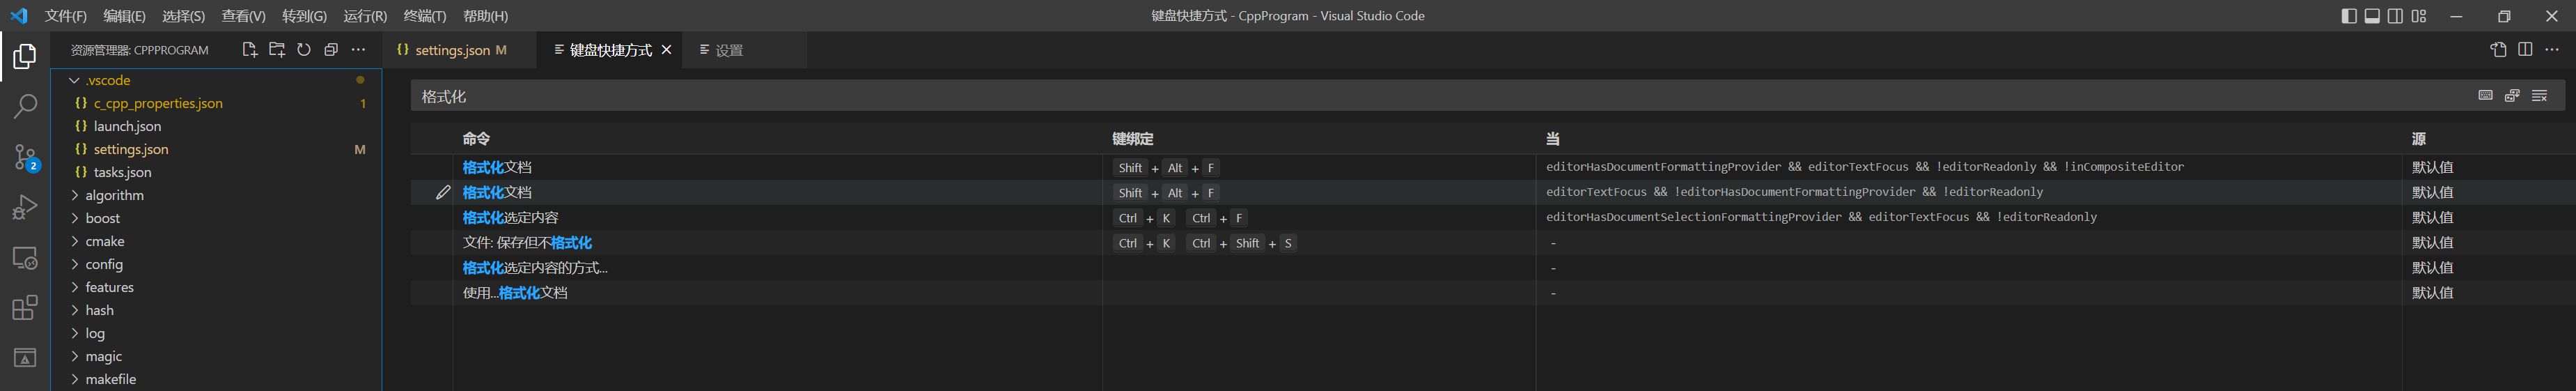 文件(F) 编辑(E) 选择(S) 查看(V) 转到(G) 运行(R) 终端(T) 帮助(H) 键盘快捷方式 - CppProgram - Visual Studio Code
资源管理器: CPPPROGRAM
settings.json M 键盘快捷方式 设置
.vscode
c_cpp_properties.json 1
launch.json
settings.json M
tasks.json
algorithm
boost
cmake
config
features
hash
log
magic
makefile
2
格式化
命令 键绑定 当 源
格式化文档 Shift + Alt + F editorHasDocumentFormattingProvider && editorTextFocus && !editorReadonly && !inCompositeEditor 默认值
格式化文档 Shift + Alt + F editorTextFocus && !editorHasDocumentFormattingProvider && !editorReadonly 默认值
格式化选定内容 Ctrl + K Ctrl + F editorHasDocumentSelectionFormattingProvider && editorTextFocus && !editorReadonly 默认值
文件: 保存但不格式化 Ctrl + K Ctrl + Shift + S - 默认值
格式化选定内容的方式... - 默认值
使用...格式化文档 - 默认值